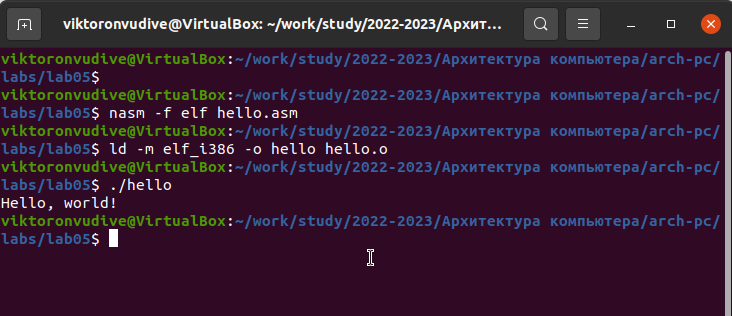 viktoronvudive@VirtualBox: ~/work/study/2022-2023/Архит...
viktoronvudive@VirtualBox:~/work/study/2022-2023/Архитектура компьютера/arch-pc/
labs/lab05$
viktoronvudive@VirtualBox:~/work/study/2022-2023/Архитектура компьютера/arch-pc/
labs/lab05$ nasm -f elf hello.asm
viktoronvudive@VirtualBox:~/work/study/2022-2023/Архитектура компьютера/arch-pc/
labs/lab05$ ld -m elf_i386 -o hello hello.o
viktoronvudive@VirtualBox:~/work/study/2022-2023/Архитектура компьютера/arch-pc/
labs/lab05$ ./hello
Hello, world!
viktoronvudive@VirtualBox:~/work/study/2022-2023/Архитектура компьютера/arch-pc/
labs/lab05$